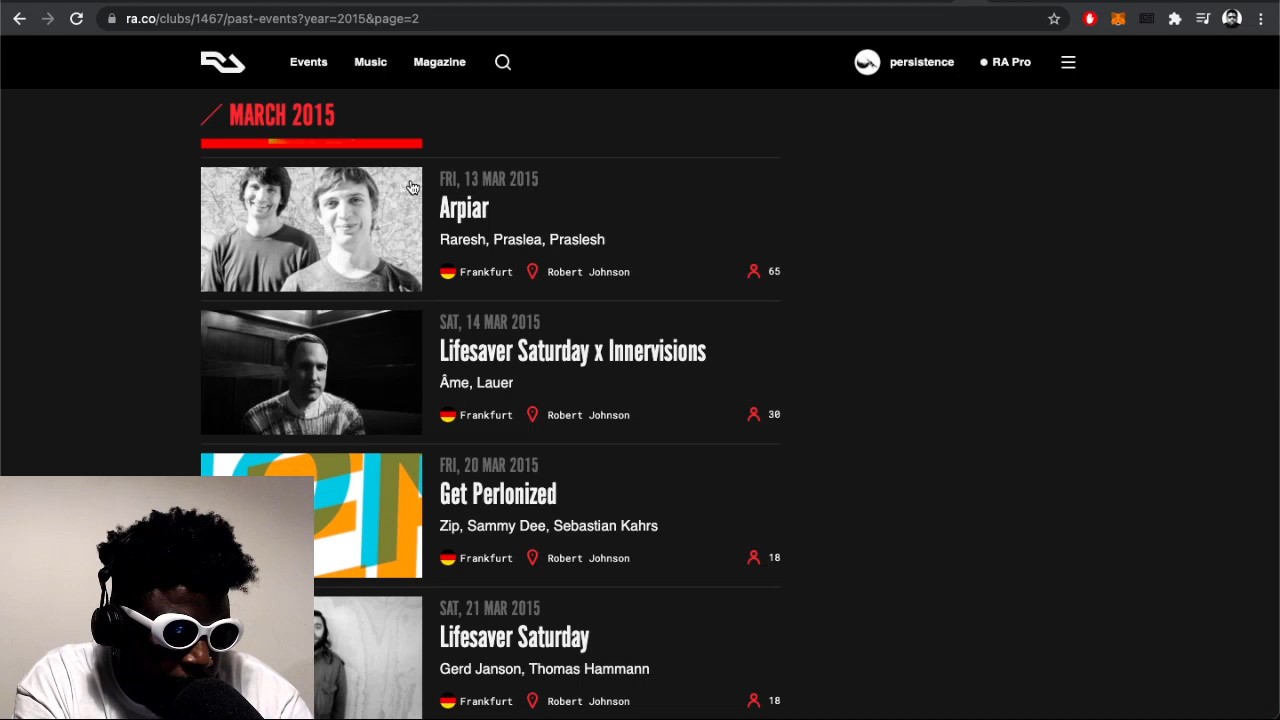 ra.co/clubs/1467/past-events?year=2015&page=2
Events Music Magazine persistence RA Pro
MARCH 2015
FRI, 13 MAR 2015
Arpiar
Raresh, Praslea, Praslesh
Frankfurt Robert Johnson 65
SAT, 14 MAR 2015
Lifesaver Saturday x Innervisions
Âme, Lauer
Frankfurt Robert Johnson 30
FRI, 20 MAR 2015
Get Perlonized
Zip, Sammy Dee, Sebastian Kahrs
Frankfurt Robert Johnson 18
SAT, 21 MAR 2015
Lifesaver Saturday
Gerd Janson, Thomas Hammann
Frankfurt Robert Johnson 18